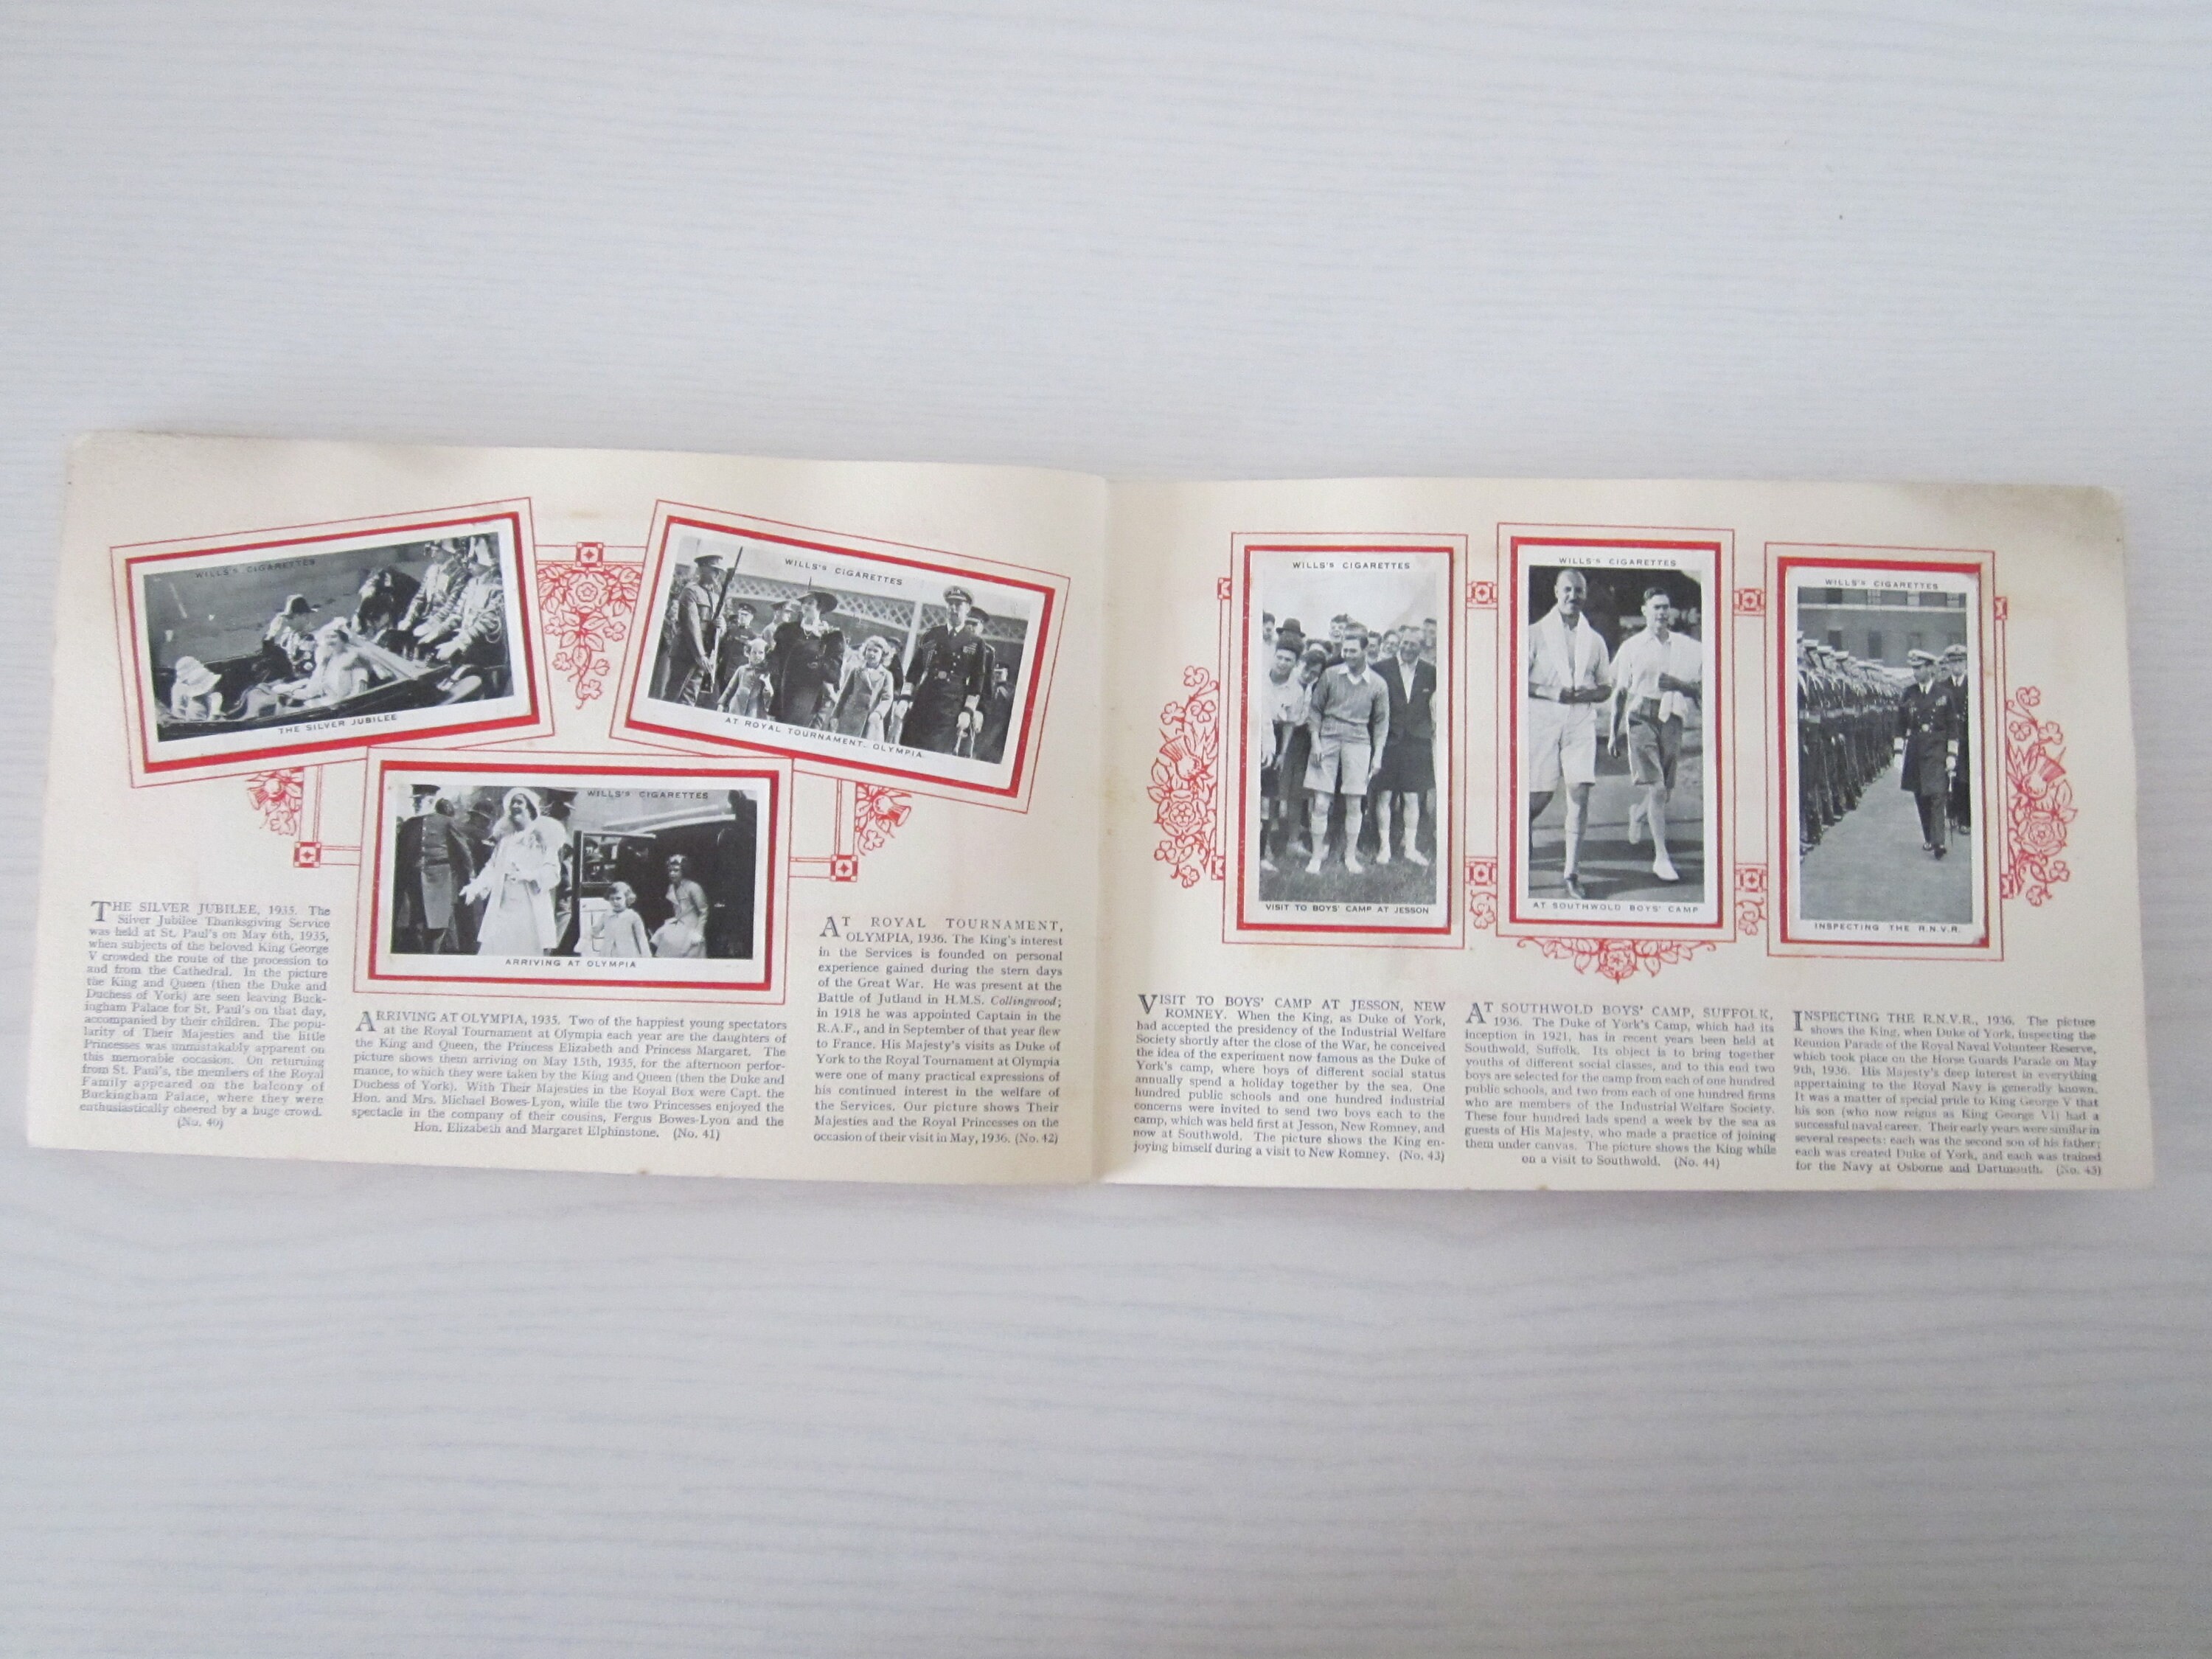 WILL'S CIGARETTES
THE SILVER JUBILEE
WILLS'S CIGARETTES
AT ROYAL TOURNAMENT, OLYMPIA
WILLS'S CIGARETTES
ARRIVING AT OLYMPIA
THE SILVER JUBILEE, 1935. The
Silver Jubilee Thanksgiving Service
was held at St. Paul's on May 6th, 1935,
when subjects of the beloved King George
V crowded the route of the procession to
and from the Cathedral. In the picture
the King and Queen (then the Duke and
Duchess of York) are seen leaving Buck-
ingham Palace for St. Paul's on that day,
accompanied by their children. The popu-
larity of Their Majesties and the little
Princesses was unmistakably apparent on
this memorable occasion. On returning
from St. Paul's, the members of the Royal
Family appeared on the balcony of
Buckingham Palace, where they were
enthusiastically cheered by a huge crowd.
(No. 40)
ARRIVING AT OLYMPIA, 1935. Two of the happiest young spectators
at the Royal Tournament at Olympia each year are the daughters of
the King and Queen, the Princess Elizabeth and Princess Margaret. The
picture shows them arriving on May 15th, 1935, for the afternoon perfor-
mance, to which they were taken by the King and Queen (then the Duke and
Duchess of York). With Their Majesties in the Royal Box were Capt. the
Hon. and Mrs. Michael Bowes-Lyon, while the two Princesses enjoyed the
spectacle in the company of their cousins, Fergus Bowes-Lyon and the
Hon. Elizabeth and Margaret Elphinstone. (No. 41)
AT ROYAL TOURNAMENT,
OLYMPIA, 1936. The King's interest
in the Services is founded on personal
experience gained during the stern days
of the Great War. He was present at the
Battle of Jutland in H.M.S. Collingwood;
in 1918 he was appointed Captain in the
R.A.F., and in September of that year flew
to France. His Majesty's visits as Duke of
York to the Royal Tournament at Olympia
were one of many practical expressions of
his continued interest in the welfare of
the Services. Our picture shows Their
Majesties and the Royal Princesses on the
occasion of their visit in May, 1936. (No. 42)
WILLS'S CIGARETTES
VISIT TO BOYS' CAMP AT JESSON
WILLS'S CIGARETTES
AT SOUTHWOLD BOYS' CAMP
WILLS'S CIGARETTES
INSPECTING THE R.N.V.R.
VISIT TO BOYS' CAMP AT JESSON, NEW
ROMNEY. When the King, as Duke of York,
had accepted the presidency of the Industrial Welfare
Society shortly after the close of the War, he conceived
the idea of the experiment now famous as the Duke of
York's camp, where boys of different social status
annually spend a holiday together by the sea. One
hundred public schools and one hundred industrial
concerns were invited to send two boys each to the
camp, which was held first at Jesson, New Romney, and
now at Southwold. The picture shows the King en-
joying himself during a visit to New Romney. (No. 43)
AT SOUTHWOLD BOYS' CAMP, SUFFOLK,
1936. The Duke of York's Camp, which had its
inception in 1921, has in recent years been held at
Southwold, Suffolk. Its object is to bring together
youths of different social classes, and to this end two
boys are selected for the camp from each of one hundred
public schools, and two from each of one hundred firms
who are members of the Industrial Welfare Society.
These four hundred lads spend a week by the sea as
guests of His Majesty, who made a practice of joining
them under canvas. The picture shows the King while
on a visit to Southwold. (No. 44)
INSPECTING THE R.N.V.R., 1936. The picture
shows the King, when Duke of York, inspecting the
Reunion Parade of the Royal Naval Volunteer Reserve,
which took place on the Horse Guards Parade on May
9th, 1936. His Majesty's deep interest in everything
appertaining to the Royal Navy is generally known.
It was a matter of special pride to King George V that
his son (who now reigns as King George VI) had a
successful naval career. Their early years were similar in
several respects: each was the second son of his father;
each was created Duke of York, and each was trained
for the Navy at Osborne and Dartmouth. (No. 45)